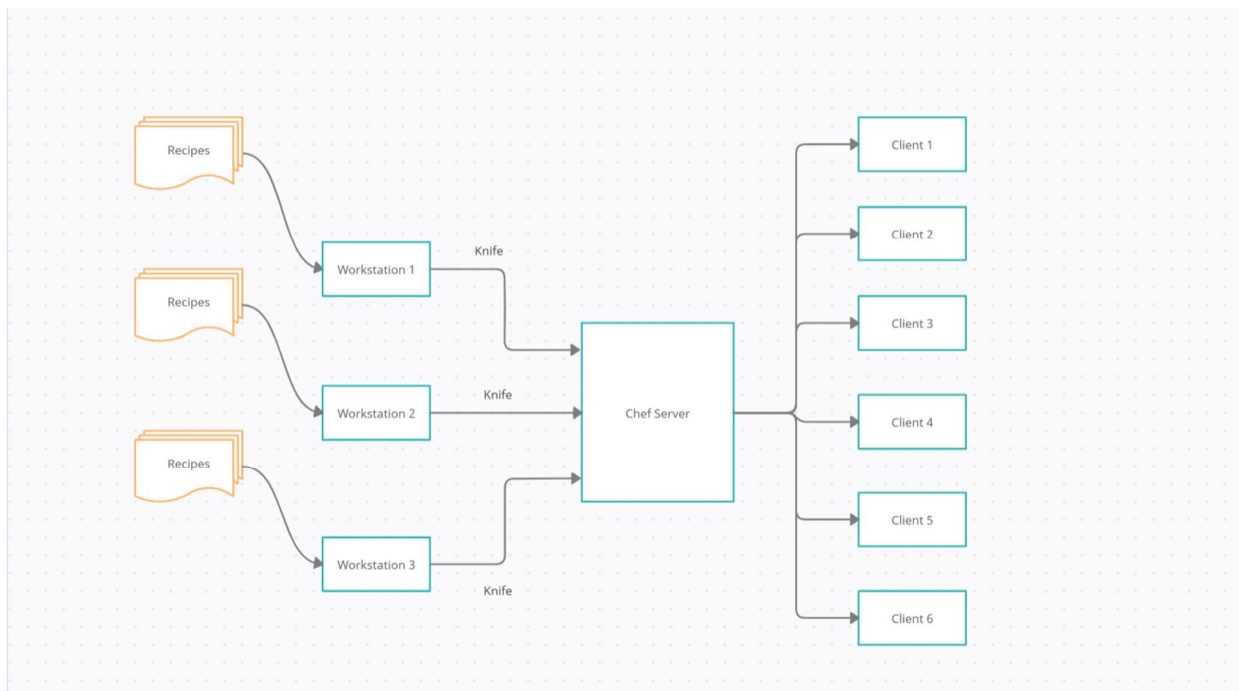 Recipes
Recipes
Recipes
Workstation 1
Workstation 2
Workstation 3
Knife
Knife
Knife
Chef Server
Client 1
Client 2
Client 3
Client 4
Client 5
Client 6